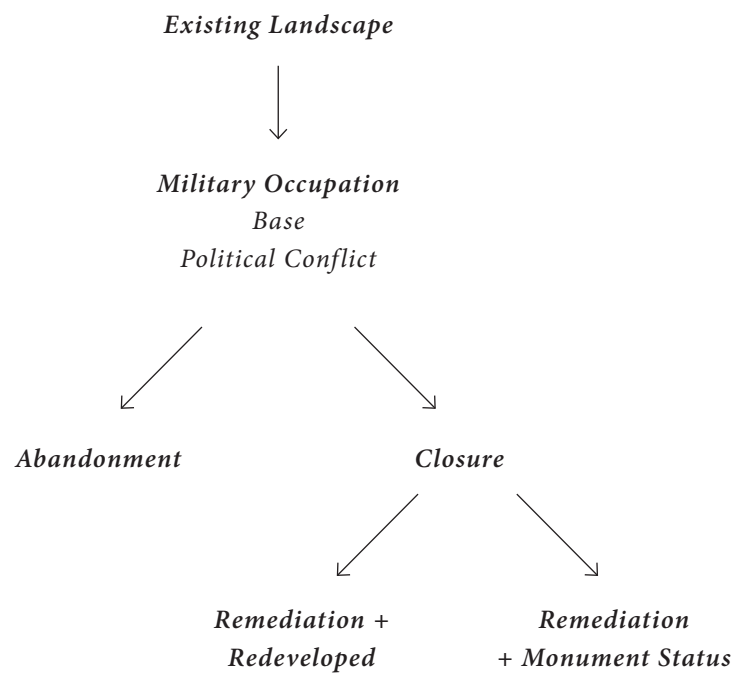 Existing Landscape
Military Occupation
Base
Political Conflict
Abandonment
Closure
Remediation +
Redeveloped
Remediation
+ Monument Status